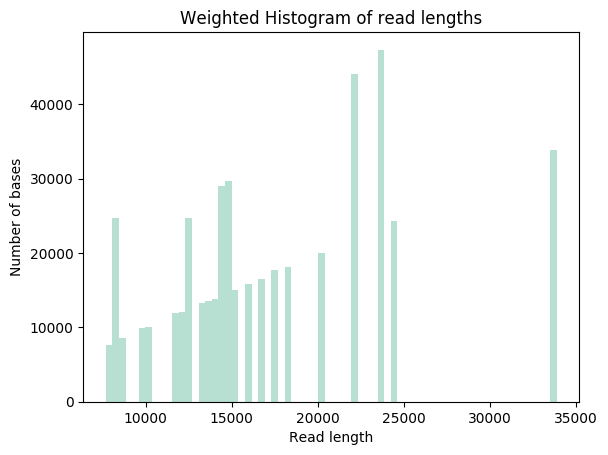 Weighted Histogram of read lengths
Number of bases
40000
30000
20000
10000
0
10000 15000 20000 25000 30000 35000
Read length